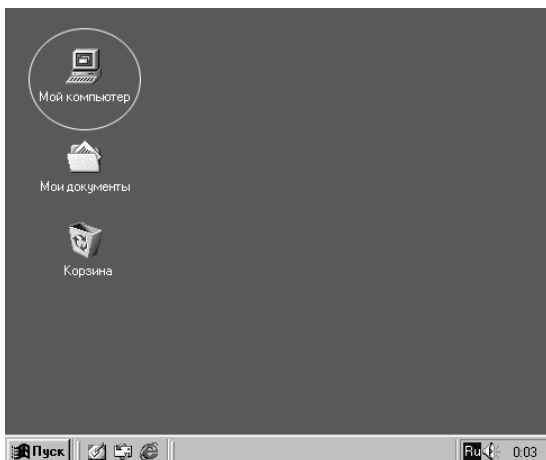 Мой компьютер
Мои документы
Корзина
Пуск
Ru 0:03